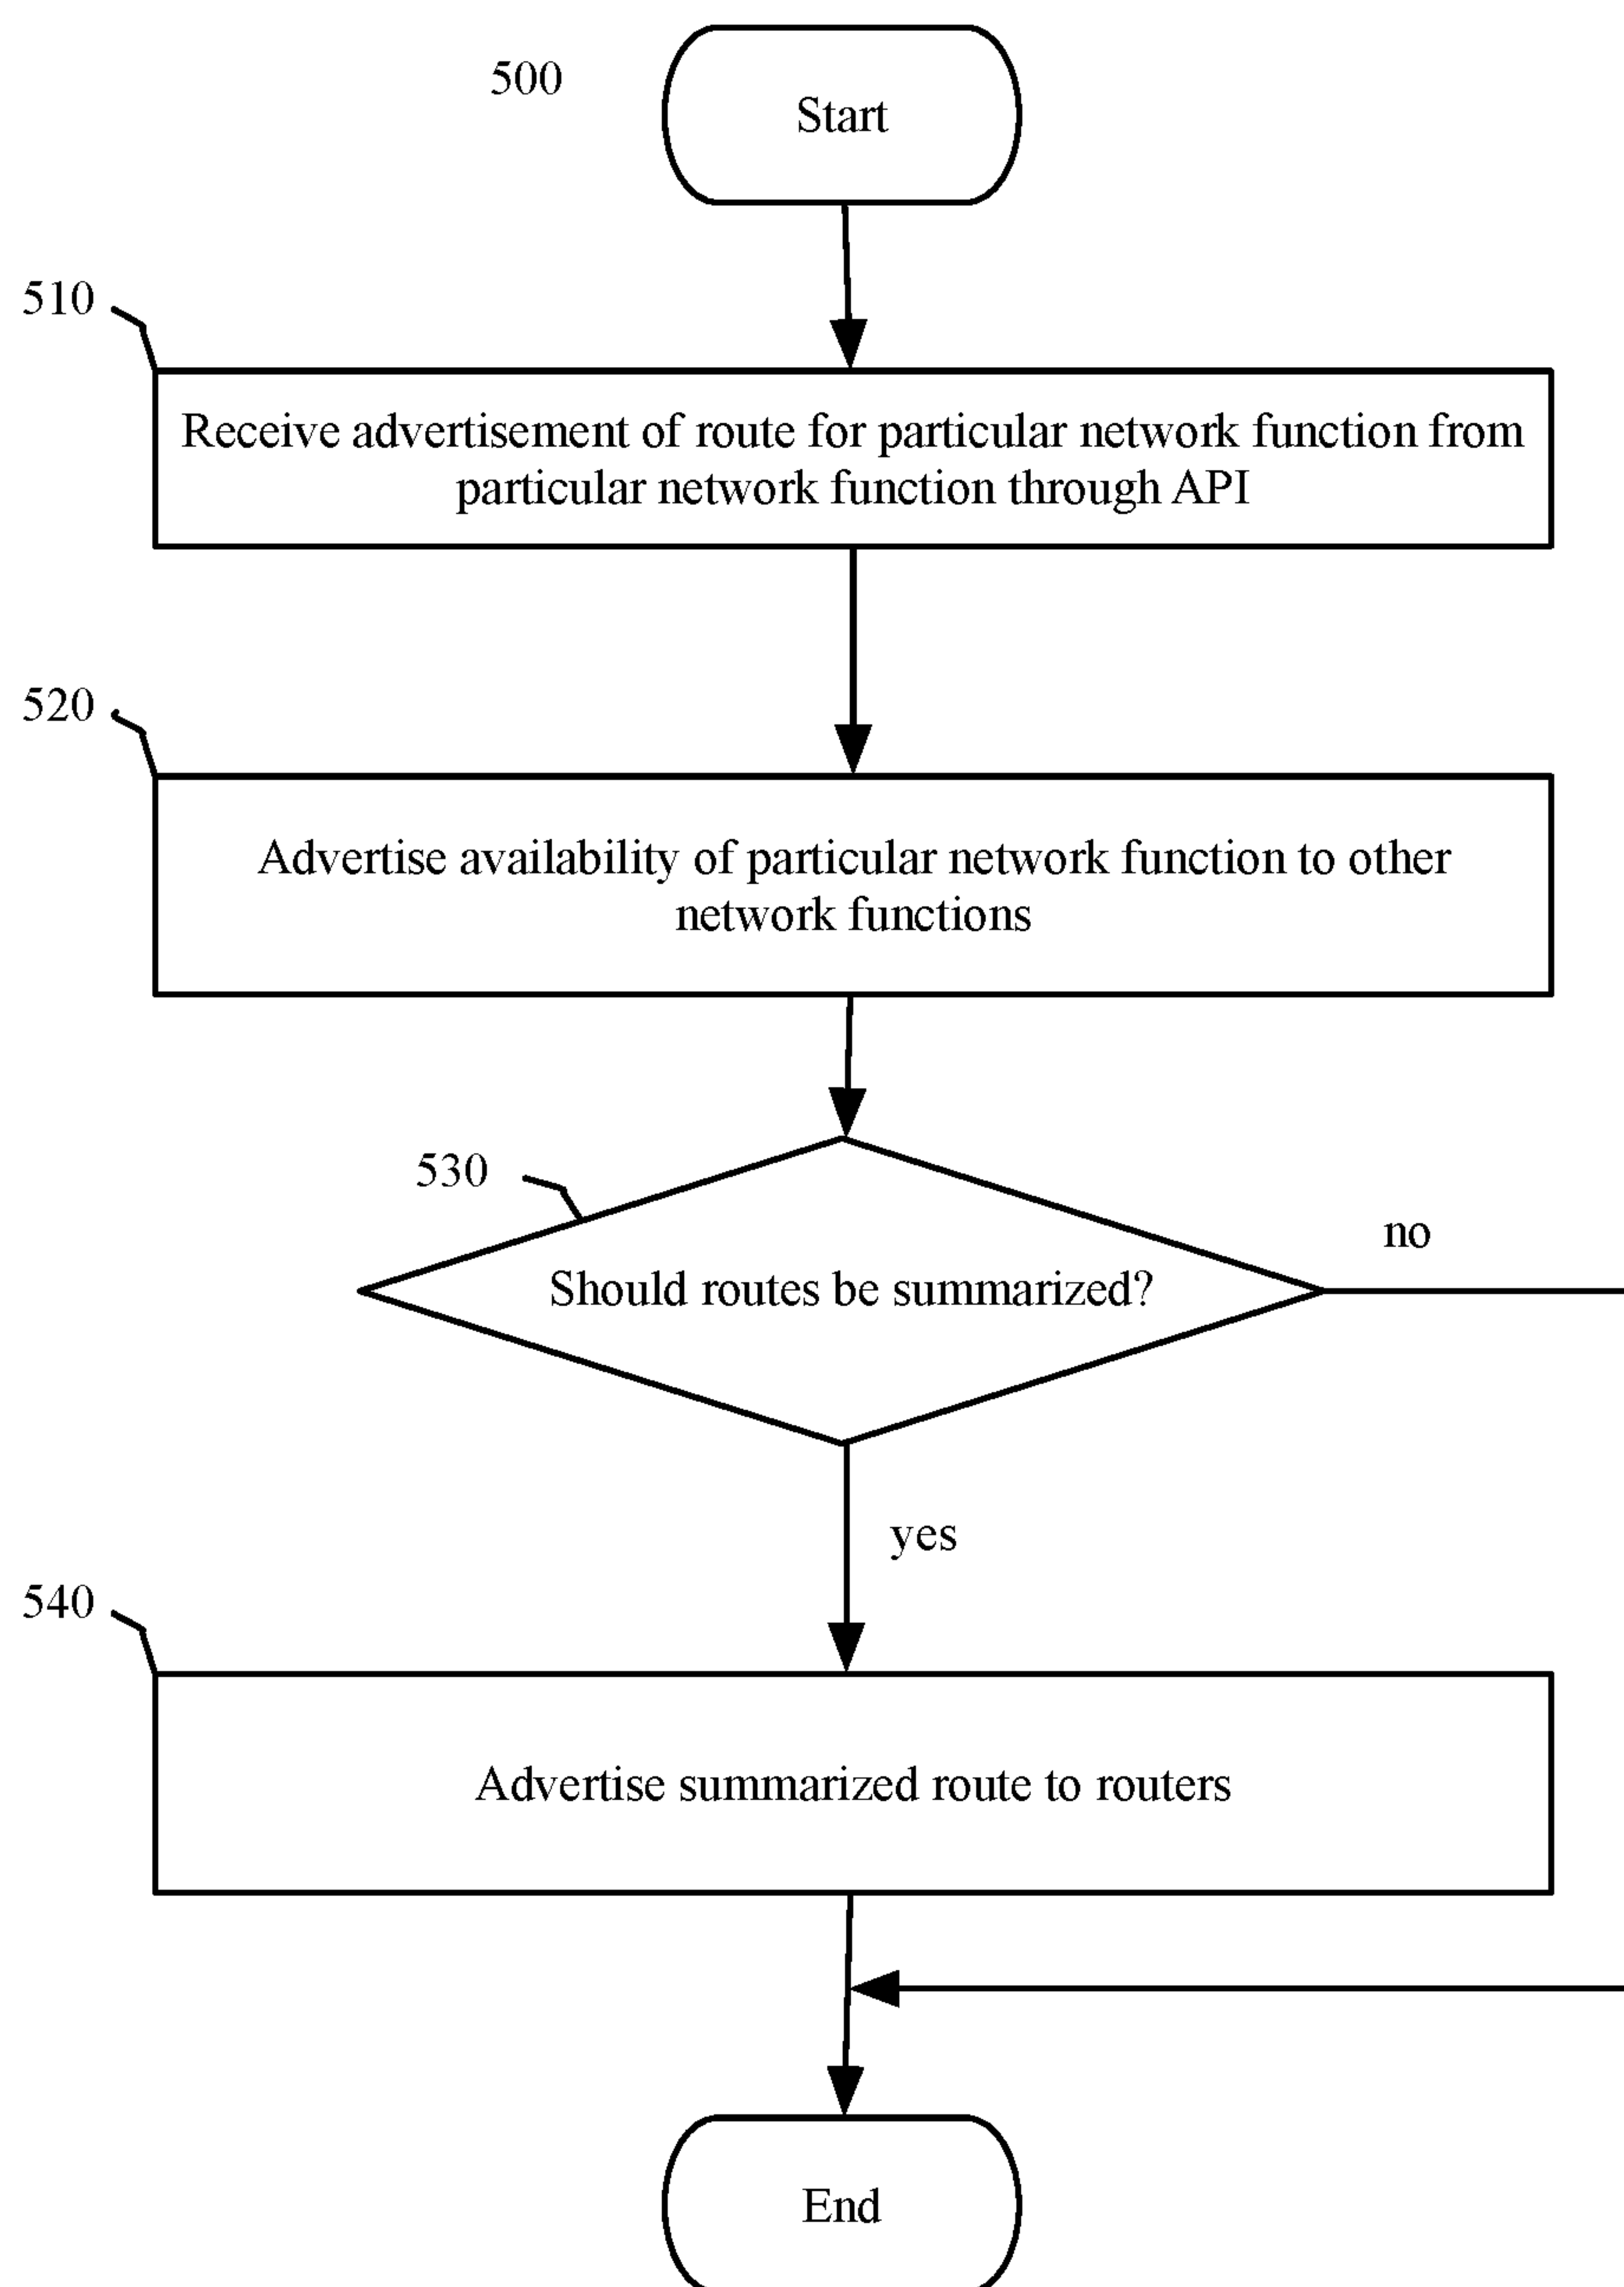 500
Start
510
Receive advertisement of route for particular network function from
particular network function through API
520
Advertise availability of particular network function to other
network functions
530
no
Should routes be summarized?
yes
540
Advertise summarized route to routers
End